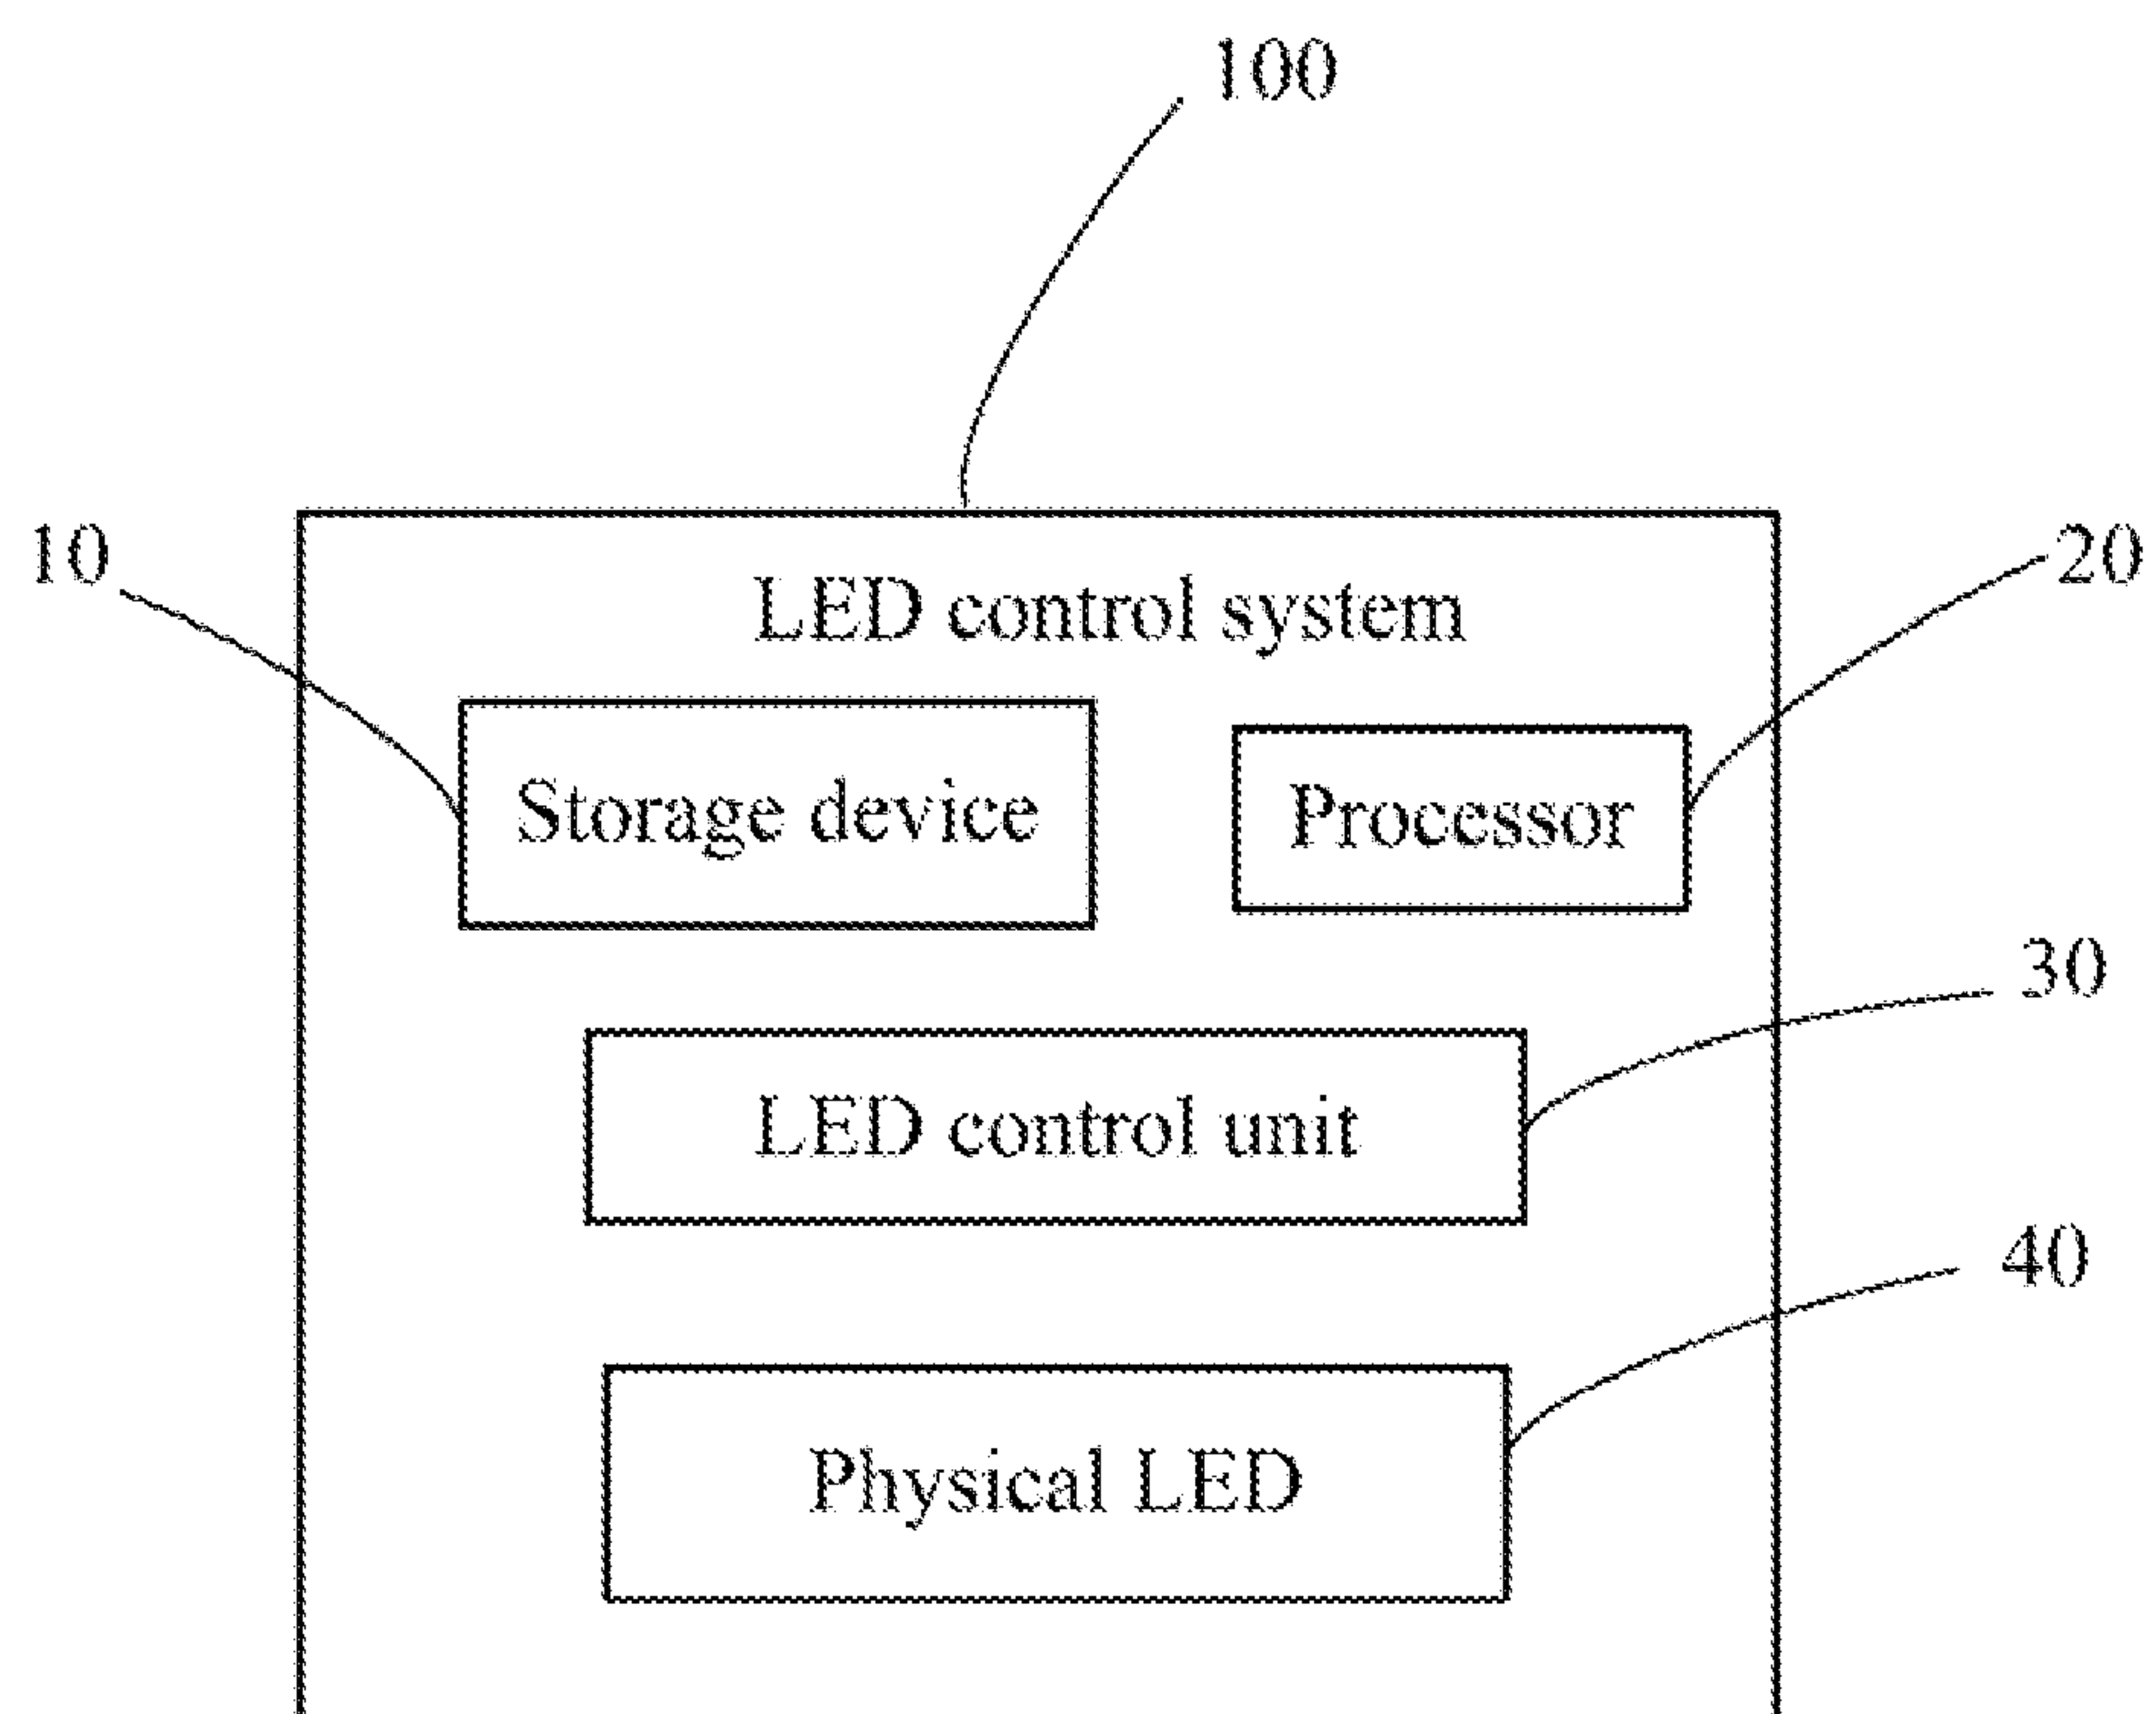 100
10
20
LED control system
Storage device
Processor
30
LED control unit
40
Physical LED